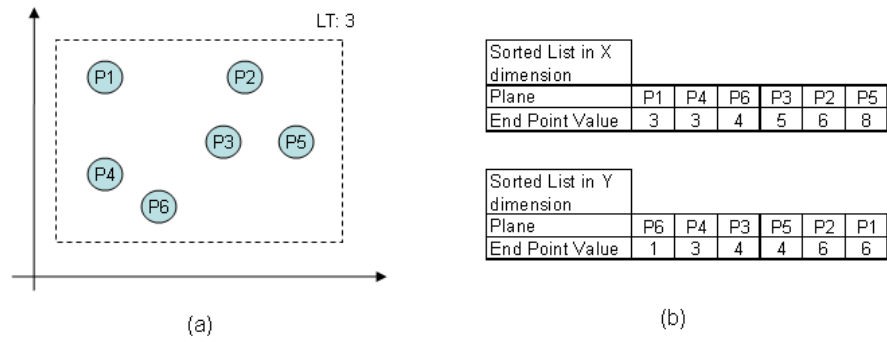 LT: 3
P1
P2
P3
P5
P4
P6
(a)
Sorted List in X
dimension
Plane P1 P4 P6 P3 P2 P5
End Point Value 3 3 4 5 6 8
Sorted List in Y
dimension
Plane P6 P4 P3 P5 P2 P1
End Point Value 1 3 4 4 6 6
(b)